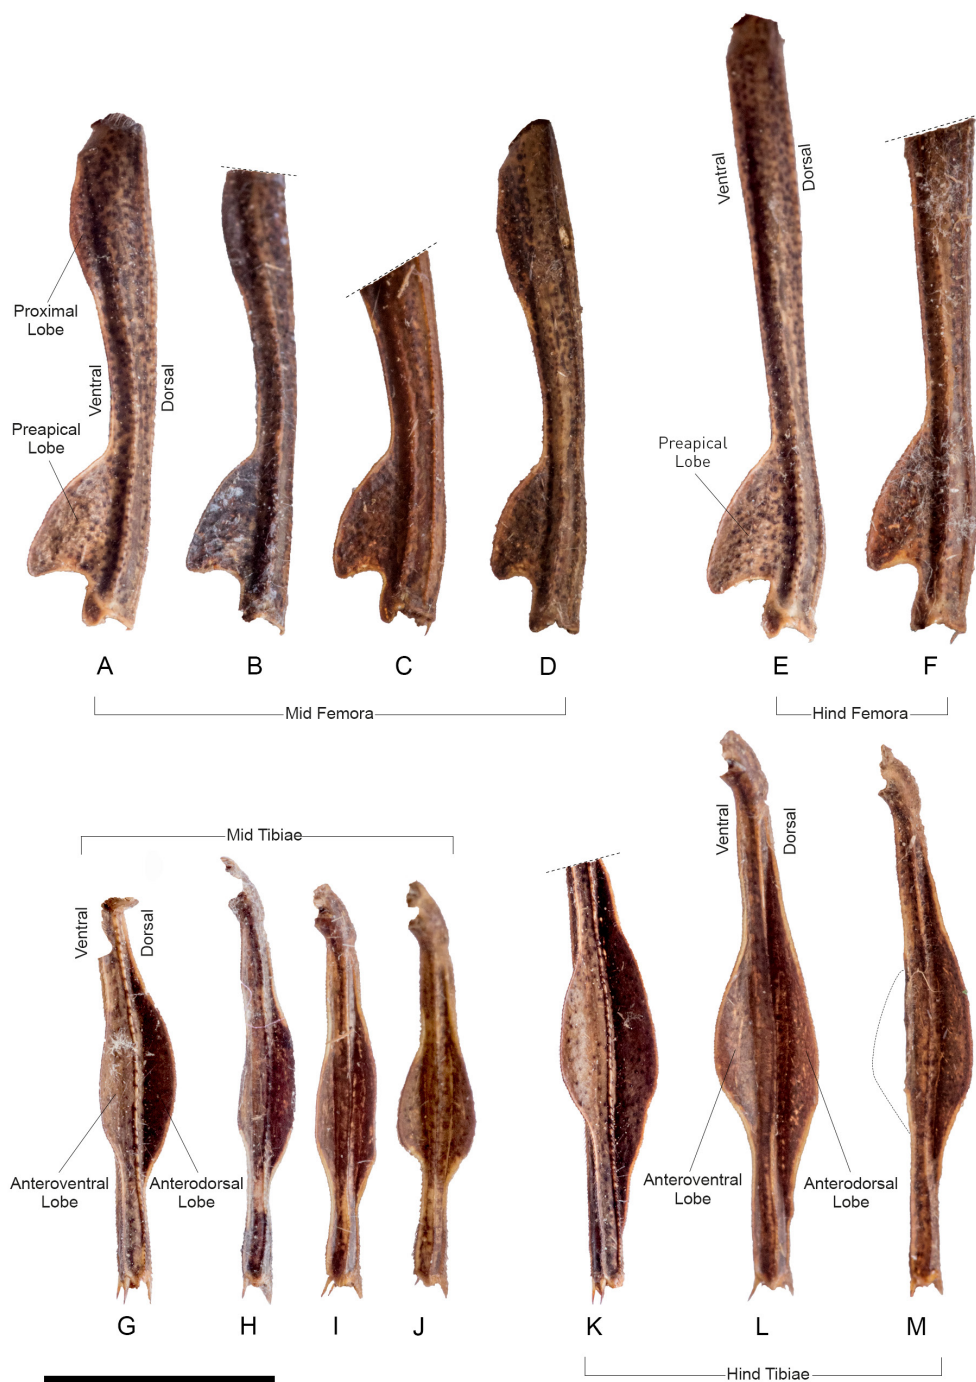 Proximal
Lobe
Ventral
Dorsal
Preapical
Lobe
Ventral
Dorsal
Preapical
Lobe
A
B
C
D
E
F
Mid Femora
Hind Femora
Mid Tibiae
Ventral
Dorsal
Ventral
Dorsal
Anteroventral
Lobe
Anterodorsal
Lobe
Anteroventral
Lobe
Anterodorsal
Lobe
G
H
I
J
K
L
M
Hind Tibiae